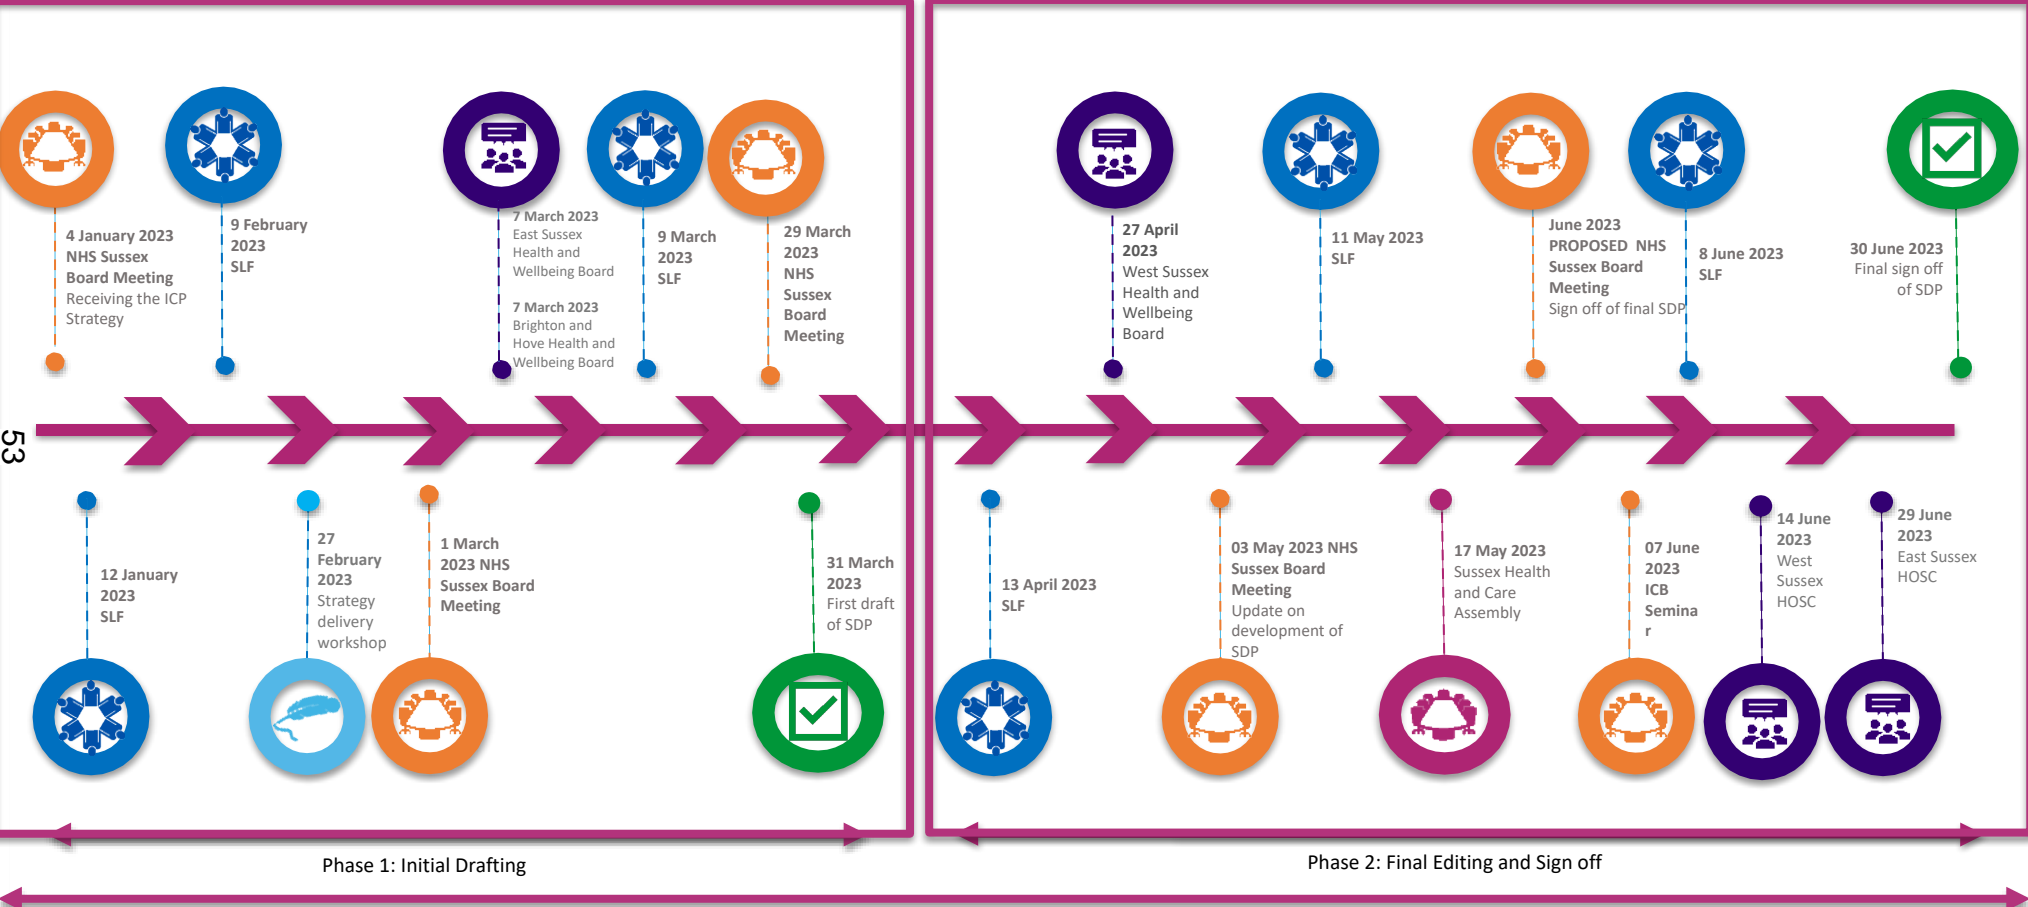 4 January 2023
NHS Sussex
Board Meeting
Receiving the ICP
Strategy
9 February
2023
SLF
7 March 2023
East Sussex
Health and
Wellbeing Board
7 March 2023
Brighton and
Hove Health and
Wellbeing Board
9 March
2023
SLF
29 March
2023
NHS
Sussex
Board
Meeting
27 April
2023
West Sussex
Health and
Wellbeing
Board
11 May 2023
SLF
June 2023
PROPOSED NHS
Sussex Board
Meeting
Sign off of final SDP
8 June 2023
SLF
30 June 2023
Final sign off
of SDP
53
12 January
2023
SLF
27
February
2023
Strategy
delivery
workshop
1 March
2023 NHS
Sussex Board
Meeting
31 March
2023
First draft
of SDP
13 April 2023
SLF
03 May 2023 NHS
Sussex Board
Meeting
Update on
development of
SDP
17 May 2023
Sussex Health
and Care
Assembly
07 June
2023
ICB
Semina
r
14 June
2023
West
Sussex
HOSC
29 June
2023
East Sussex
HOSC
Phase 1: Initial Drafting
Phase 2: Final Editing and Sign off